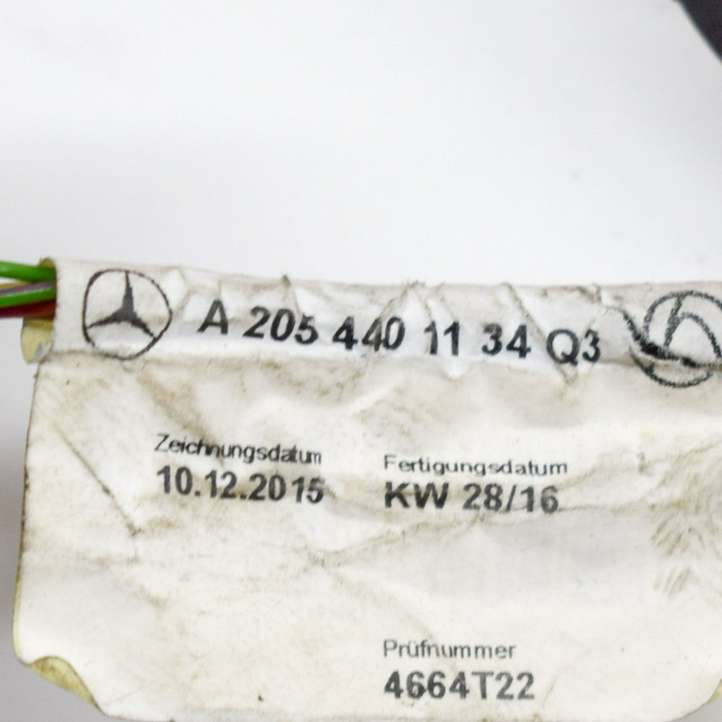 A 205 440 11 34 Q3
Zeichnungsdatum Fertigungsdatum
10.12.2015 KW 28/16
Prüfnummer
4664T22